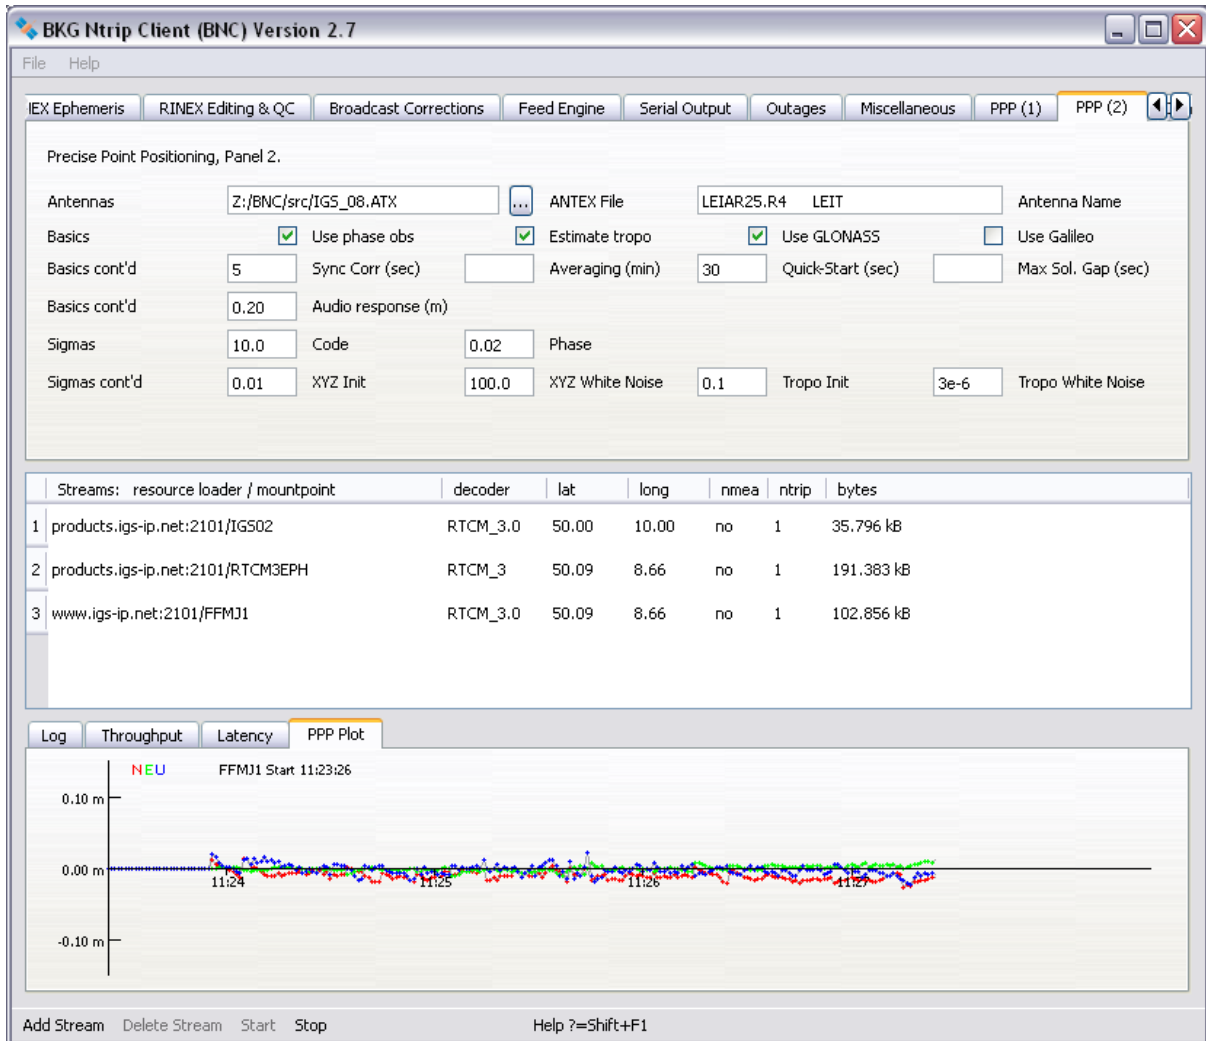 BKG Ntrip Client (BNC) Version 2.7
File Help
Ephemeris RINEX Editing & QC Broadcast Corrections Feed Engine Serial Output Outages Miscellaneous PPP (1) PPP (2)
Precise Point Positioning, Panel 2.
Antennas Z:/BNC/src/IGS_08.ATX ... ANTEX File LEIAR25.R4 LEIT Antenna Name
Basics Use phase obs Estimate tropo Use GLONASS Use Galileo
Basics cont'd 5 Sync Corr (sec) Averaging (min) 30 Quick-Start (sec) Max Sol. Gap (sec)
Basics cont'd 0.20 Audio response (m)
Sigmas 10.0 Code 0.02 Phase
Sigmas cont'd 0.01 XYZ Init 100.0 XYZ White Noise 0.1 Tropo Init 3e-6 Tropo White Noise
Streams: resource loader / mountpoint decoder lat long nmea ntrip bytes
1 products.igs-ip.net:2101/IGS02 RTCM_3.0 50.00 10.00 no 1 35.796 kB
2 products.igs-ip.net:2101/RTCM3EPH RTCM_3 50.09 8.66 no 1 191.383 kB
3 www.igs-ip.net:2101/FFMJ1 RTCM_3.0 50.09 8.66 no 1 102.856 kB
Log Throughput Latency PPP Plot
NEU FFMJ1 Start 11:23:26
0.10 m
0.00 m
11:24 11:25 11:26 11:27
-0.10 m
Add Stream Delete Stream Start Stop Help ?=Shift+F1